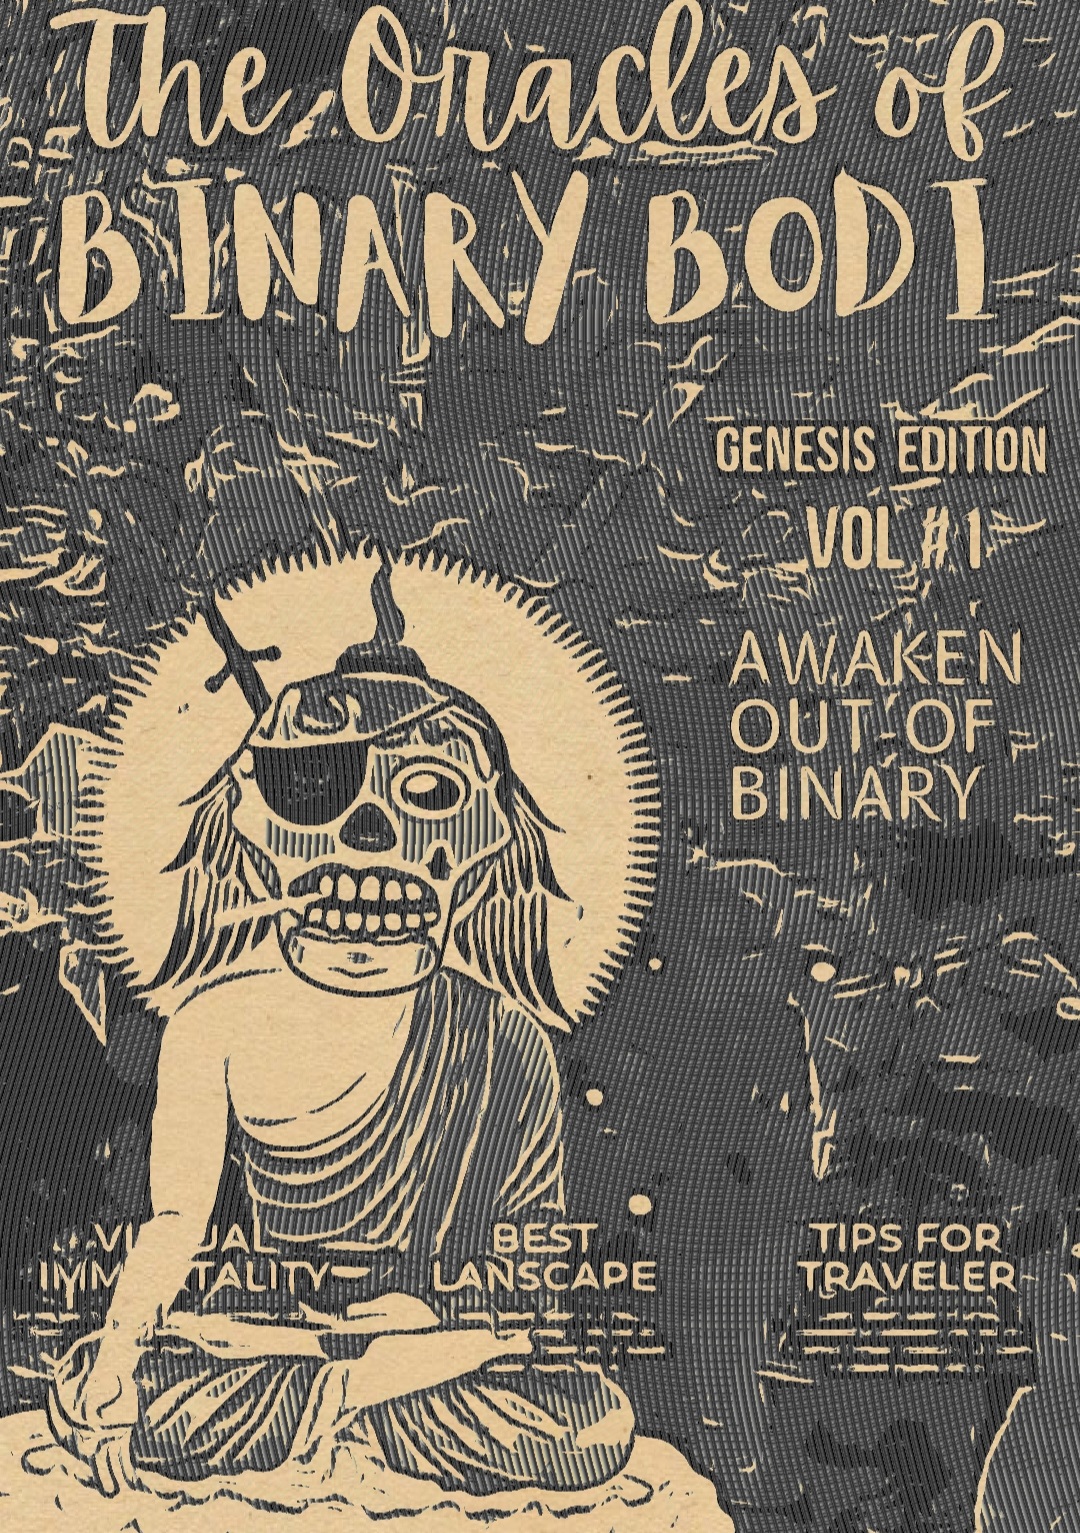 The Oracles of
BINARY BODI
GENESIS EDITION
VOL #1
AWAKEN
OUT OF
BINARY
BEST
LANSCAPE
TIPS FOR
TRAVELER